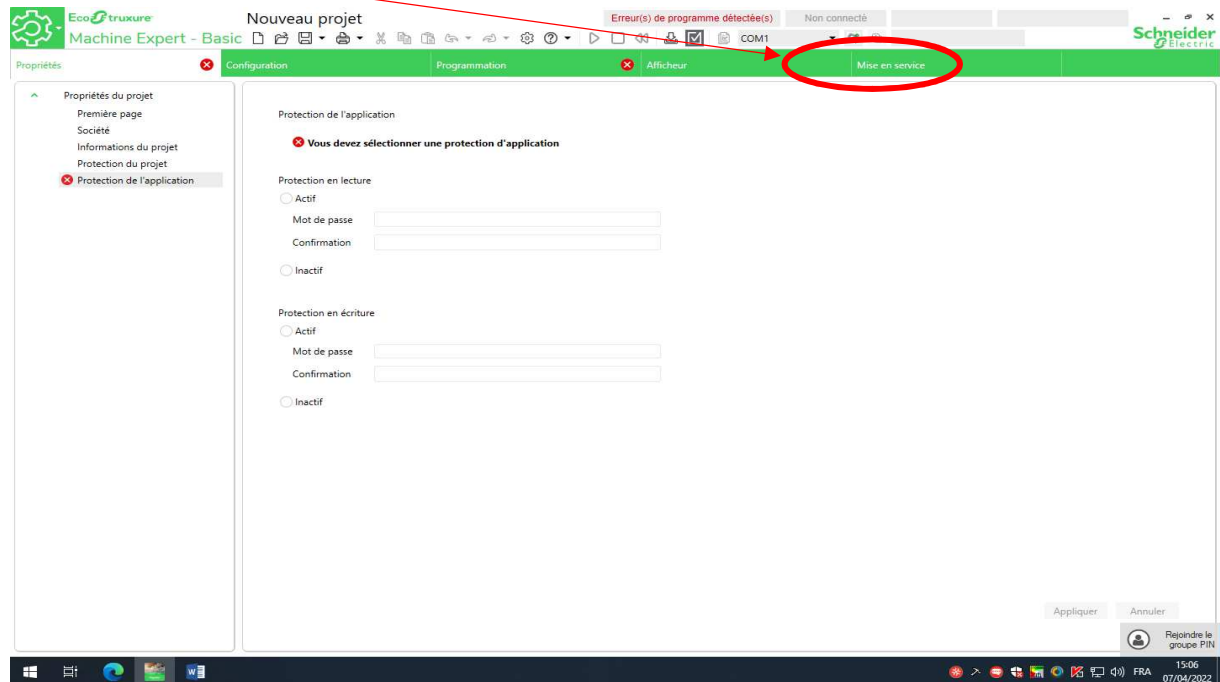 EcoStruxure
Machine Expert - Basic
Nouveau projet
Erreur(s) de programme détectée(s)
Non connecté
COM1
Schneider
Electric
Propriétés
Configuration
Programmation
Afficheur
Mise en service
Propriétés du projet
Première page
Société
Informations du projet
Protection du projet
Protection de l'application
Protection de l'application
Vous devez sélectionner une protection d'application
Protection en lecture
Actif
Mot de passe
Confirmation
Inactif
Protection en écriture
Actif
Mot de passe
Confirmation
Inactif
Appliquer
Annuler
Rejoindre le
groupe PIN
FRA
15:06
07/04/2022